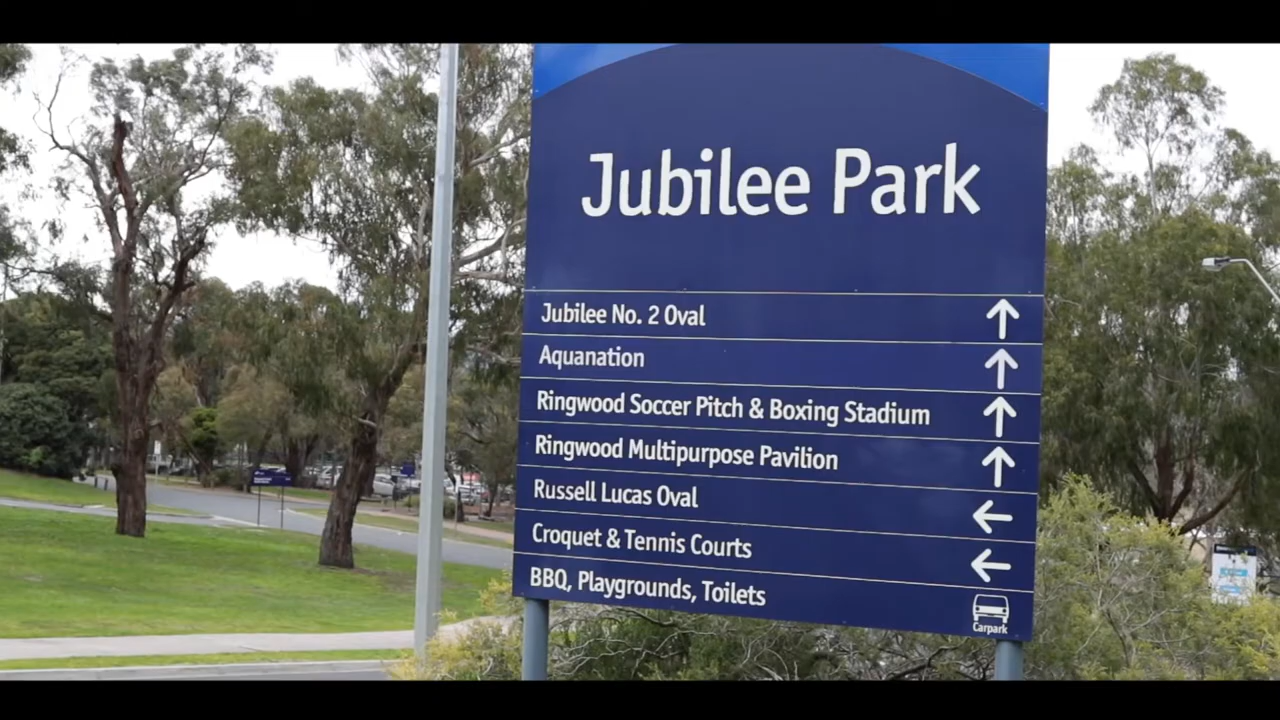 Jubilee Park
Jubilee No. 2 Oval
Aquanation
Ringwood Soccer Pitch & Boxing Stadium
Ringwood Multipurpose Pavilion
Russell Lucas Oval
Croquet & Tennis Courts
BBQ, Playgrounds, Toilets
Carpark